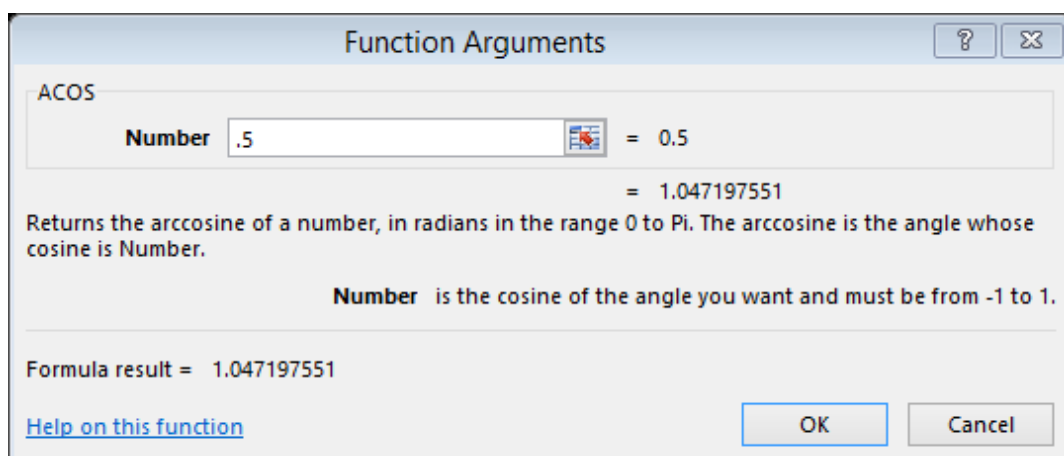 Function Arguments
?
ACOS
Number .5 = 0.5
= 1.047197551
Returns the arccosine of a number, in radians in the range 0 to Pi. The arccosine is the angle whose
cosine is Number.
Number is the cosine of the angle you want and must be from -1 to 1.
Formula result = 1.047197551
Help on this function
OK
Cancel